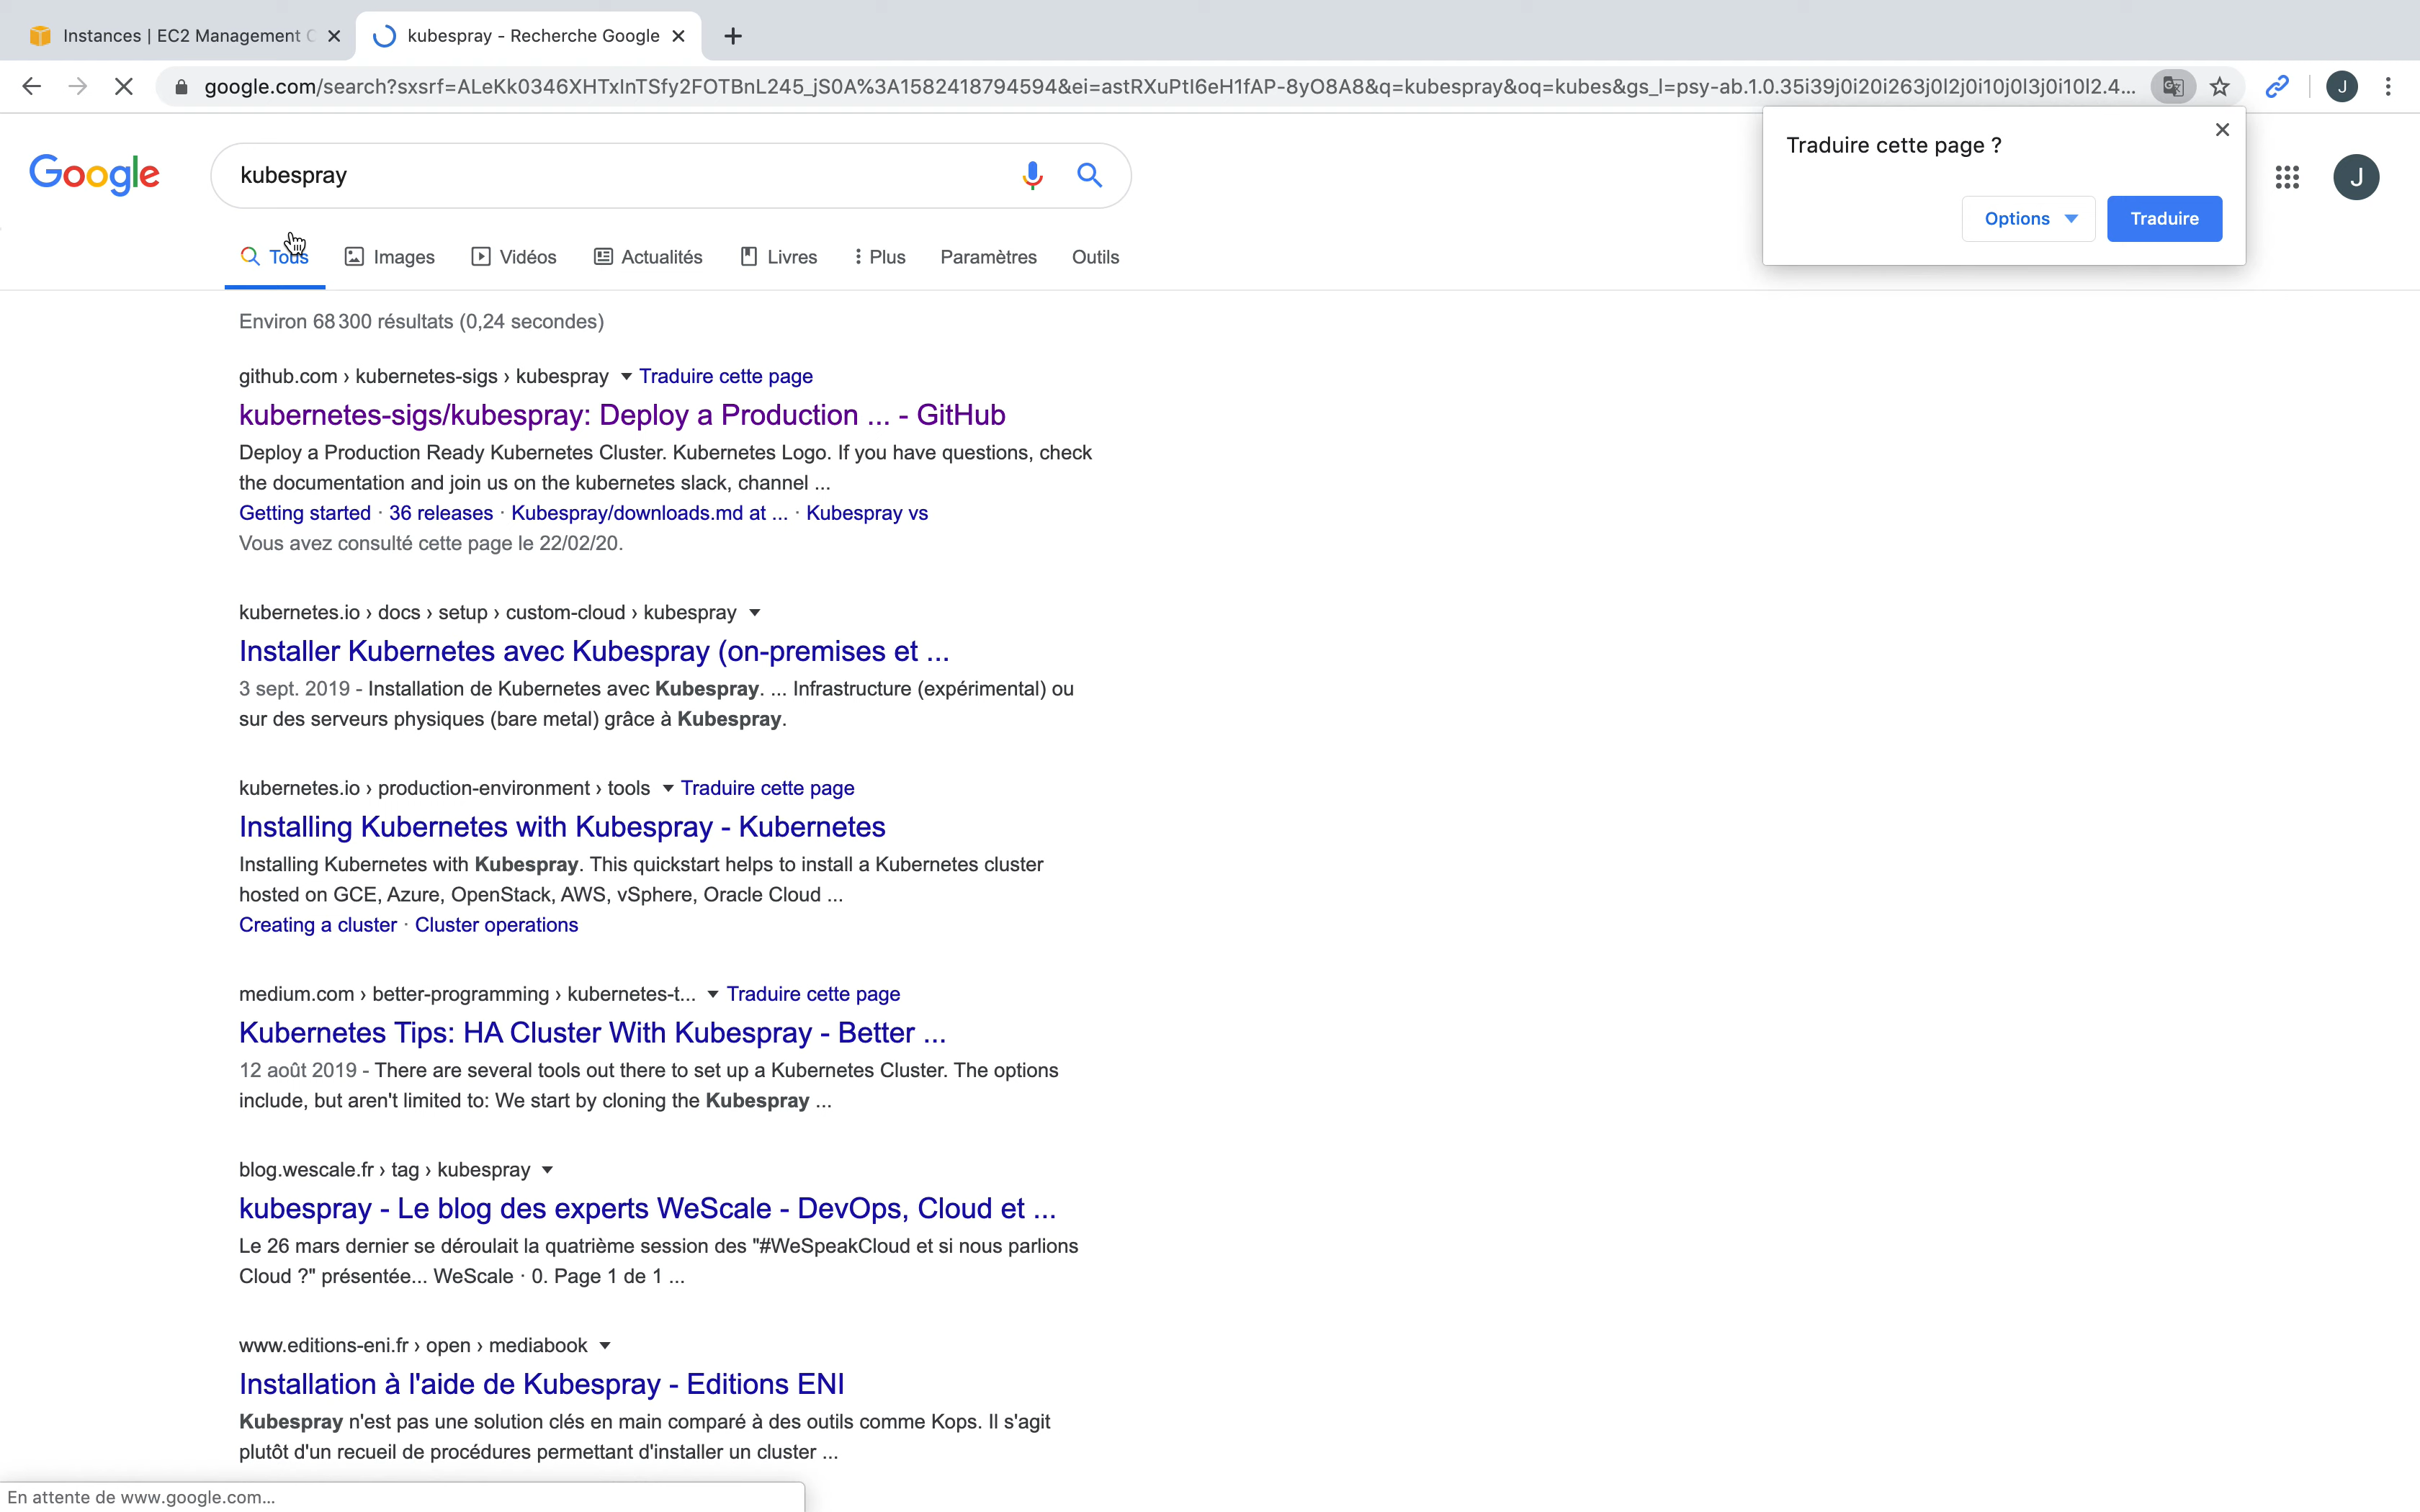 Instances | EC2 Management C
kubespray - Recherche Google
google.com/search?sxsrf=ALeKk0346XHTxInTSfy2FOTBnL245_jS0A%3A1582418794594&ei=astRXuPtI6eH1fAP-8yO8A8&q=kubespray&oq=kubes&gs_l=psy-ab.1.0.35i39j0i20i263j0l2j0i10j0l3j0i10l2.4...
J
Traduire cette page ?
Options
Traduire
Google
kubespray
J
Tous
Images
Vidéos
Actualités
Livres
Plus
Paramètres
Outils
Environ 68 300 résultats (0,24 secondes)
github.com › kubernetes-sigs › kubespray Traduire cette page
kubernetes-sigs/kubespray: Deploy a Production ... - GitHub
Deploy a Production Ready Kubernetes Cluster. Kubernetes Logo. If you have questions, check
the documentation and join us on the kubernetes slack, channel ...
Getting started · 36 releases · Kubespray/downloads.md at ... · Kubespray vs
Vous avez consulté cette page le 22/02/20.
kubernetes.io › docs › setup › custom-cloud › kubespray
Installer Kubernetes avec Kubespray (on-premises et ...
3 sept. 2019 - Installation de Kubernetes avec Kubespray. ... Infrastructure (expérimental) ou
sur des serveurs physiques (bare metal) grâce à Kubespray.
kubernetes.io › production-environment › tools Traduire cette page
Installing Kubernetes with Kubespray - Kubernetes
Installing Kubernetes with Kubespray. This quickstart helps to install a Kubernetes cluster
hosted on GCE, Azure, OpenStack, AWS, vSphere, Oracle Cloud ...
Creating a cluster · Cluster operations
medium.com › better-programming › kubernetes-t... Traduire cette page
Kubernetes Tips: HA Cluster With Kubespray - Better ...
12 août 2019 - There are several tools out there to set up a Kubernetes Cluster. The options
include, but aren't limited to: We start by cloning the Kubespray ...
blog.wescale.fr › tag › kubespray
kubespray - Le blog des experts WeScale - DevOps, Cloud et ...
Le 26 mars dernier se déroulait la quatrième session des "#WeSpeakCloud et si nous parlions
Cloud ?" présentée... WeScale · 0. Page 1 de 1 ...
www.editions-eni.fr › open › mediabook
Installation à l'aide de Kubespray - Editions ENI
Kubespray n'est pas une solution clés en main comparé à des outils comme Kops. Il s'agit
plutôt d'un recueil de procédures permettant d'installer un cluster ...
En attente de www.google.com...